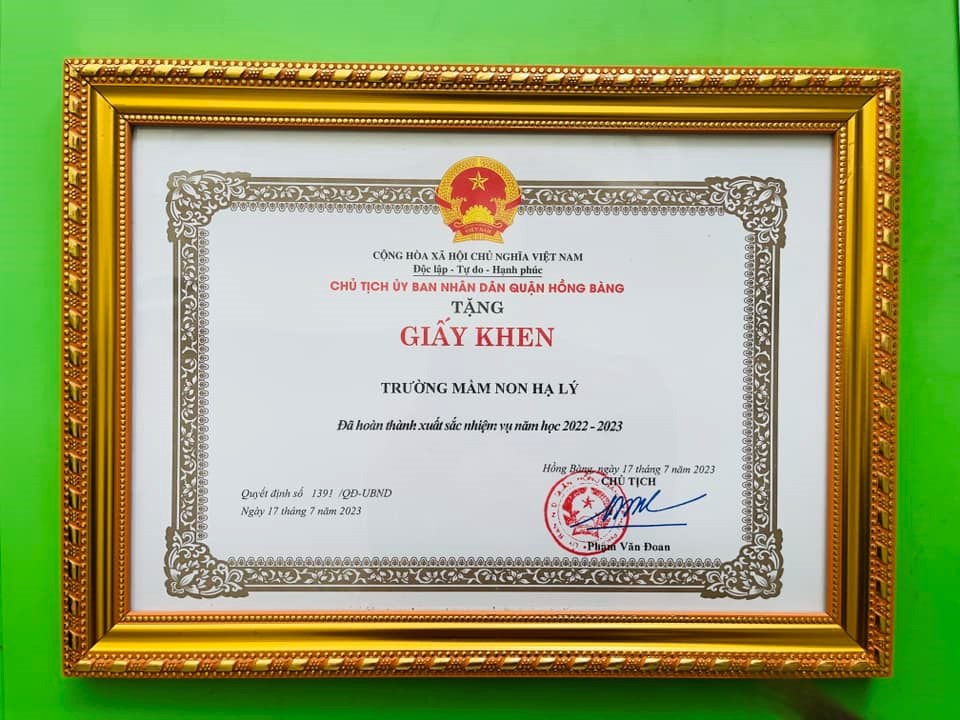 VIỆT NAM
CỘNG HÒA XÃ HỘI CHỦ NGHĨA VIỆT NAM
Độc lập - Tự do - Hạnh phúc
CHỦ TỊCH ỦY BAN NHÂN DÂN QUẬN HỒNG BÀNG
TẶNG
GIẤY KHEN
TRƯỜNG MẦM NON HẠ LÝ
Đã hoàn thành xuất sắc nhiệm vụ năm học 2022 - 2023
Hồng Bàng, ngày 17 tháng 7 năm 2023
CHỦ TỊCH
Quyết định số 1391 /QĐ-UBND
Ngày 17 tháng 7 năm 2023
Phạm Văn Đoan